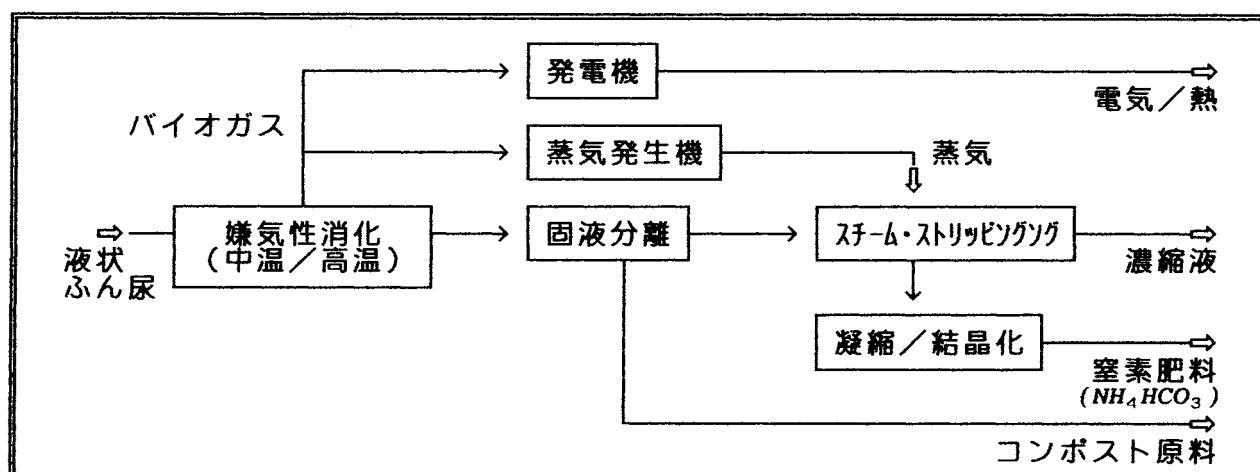 発電機
電気／熱
バイオガス
蒸気発生機
蒸気
液状
ふん尿
嫌気性消化
(中温／高温)
固液分離
スチーム・ストリッピングング
濃縮液
凝縮／結晶化
窒素肥料
(NH₄HCO₃)
コンポスト原料